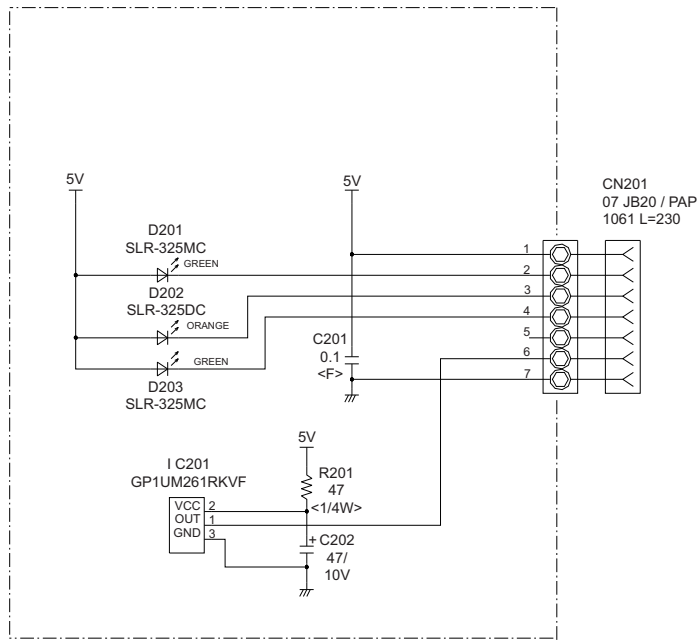 5V
D201
SLR-325MC
GREEN
D202
SLR-325DC
ORANGE
GREEN
D203
SLR-325MC
5V
C201
0.1
<F>
CN201
07 JB20 / PAP
1061 L=230
1
2
3
4
5
6
7
I C201
GP1UM261RKVF
VCC 2
OUT 1
GND 3
5V
R201
47
<1/4W>
+ C202
47/
10V